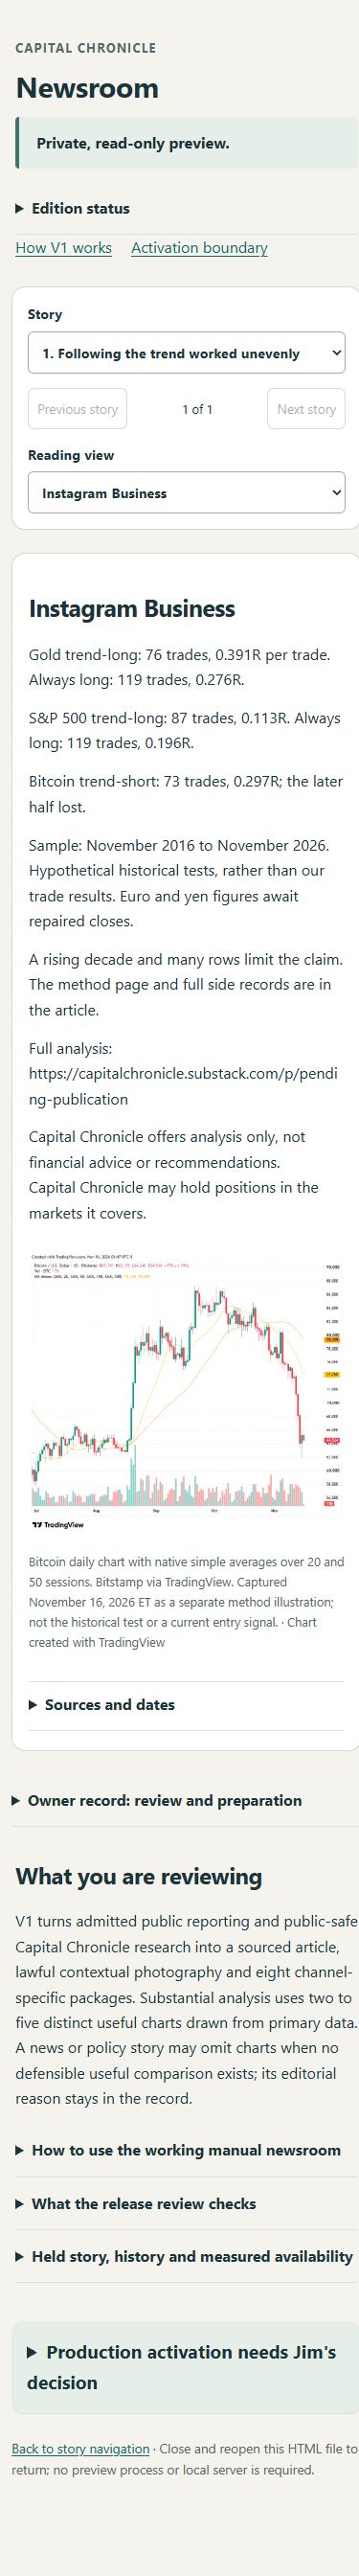 CAPITAL CHRONICLE
Newsroom
Private, read-only preview.
Edition status
How V1 works Activation boundary
Story
1. Following the trend worked unevenly
Previous story 1 of 1 Next story
Reading view
Instagram Business
Instagram Business
Gold trend-long: 76 trades, 0.391R per trade.
Always long: 119 trades, 0.276R.
S&P 500 trend-long: 87 trades, 0.113R. Always
long: 119 trades, 0.196R.
Bitcoin trend-short: 73 trades, 0.297R; the later
half lost.
Sample: November 2016 to November 2026.
Hypothetical historical tests, rather than our
trade results. Euro and yen figures await
repaired closes.
A rising decade and many rows limit the claim.
The method page and full side records are in
the article.
Full analysis:
https://capitalchronicle.substack.com/p/pendi
ng-publication
Capital Chronicle offers analysis only, not
financial advice or recommendations.
Capital Chronicle may hold positions in the
markets it covers.
TradingView
Bitcoin daily chart with native simple averages over 20 and
50 sessions. Bitstamp via TradingView. Captured
November 16, 2026 ET as a separate method illustration;
not the historical test or a current entry signal. · Chart
created with TradingView
Sources and dates
Owner record: review and preparation
What you are reviewing
V1 turns admitted public reporting and public-safe
Capital Chronicle research into a sourced article,
lawful contextual photography and eight channel-
specific packages. Substantial analysis uses two to
five distinct useful charts drawn from primary data.
A news or policy story may omit charts when no
defensible useful comparison exists; its editorial
reason stays in the record.
How to use the working manual newsroom
What the release review checks
Held story, history and measured availability
Production activation needs Jim's
decision
Back to story navigation · Close and reopen this HTML file to
return; no preview process or local server is required.